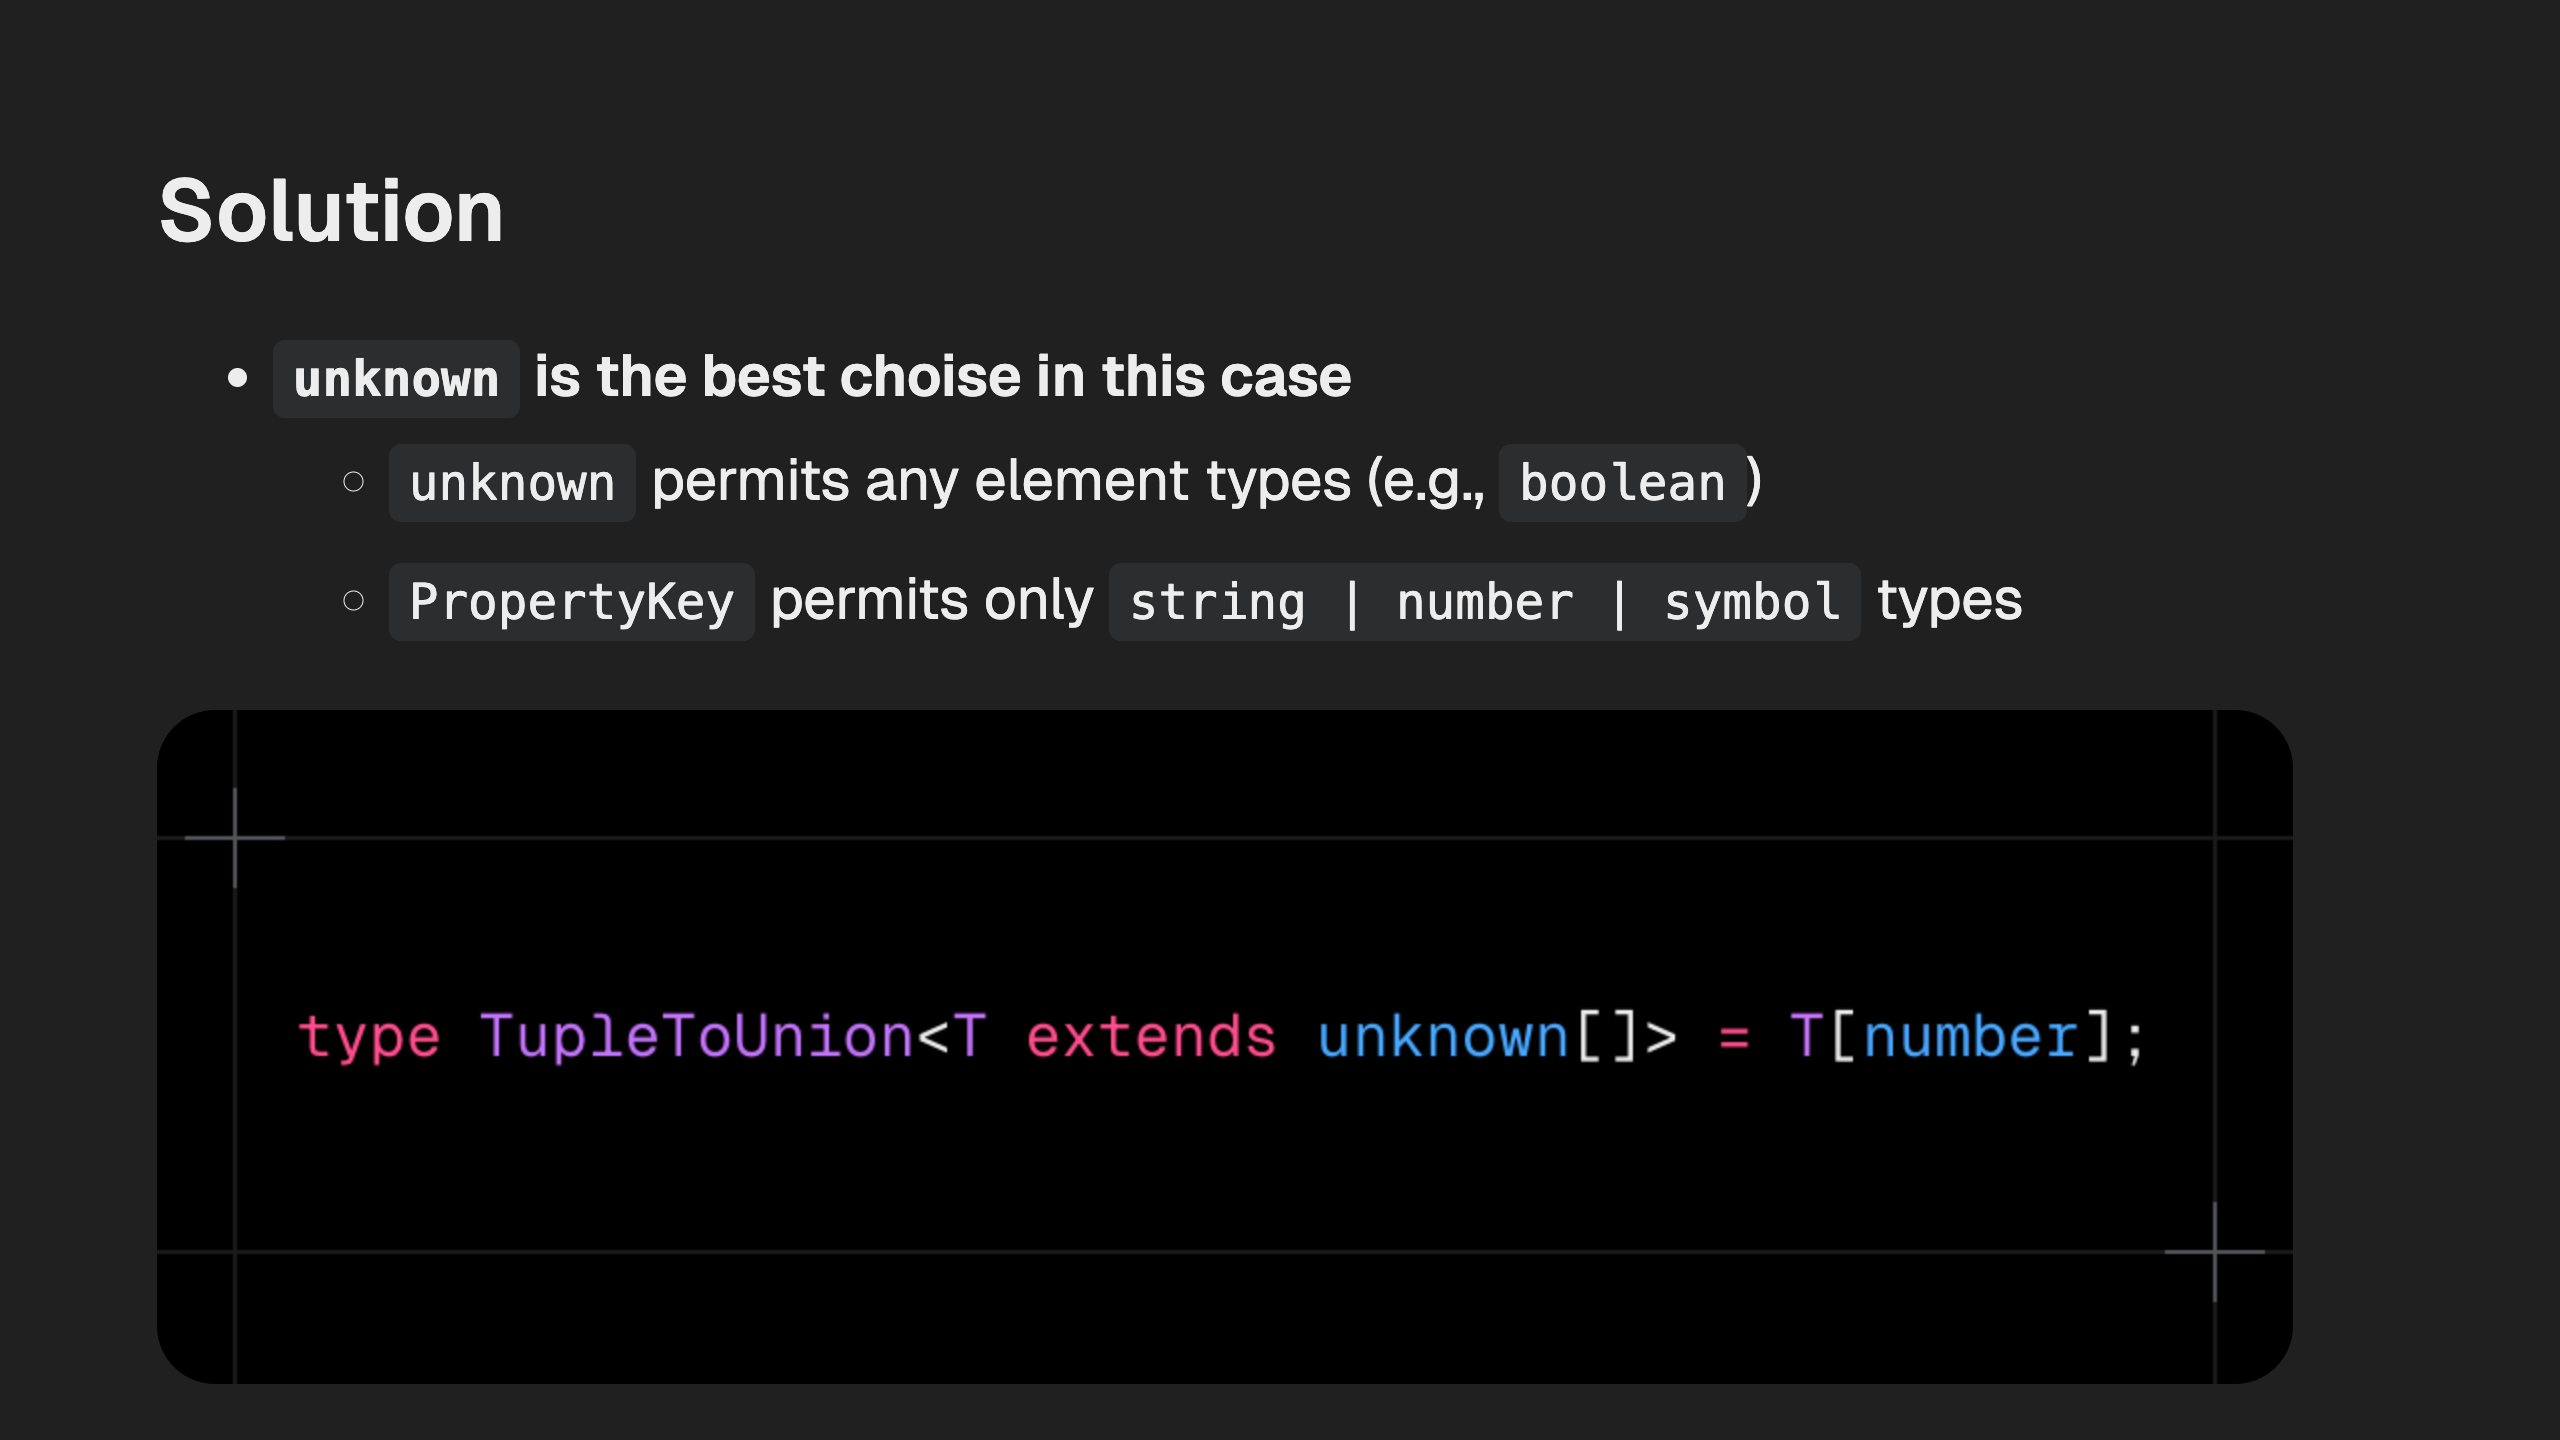 Solution
unknown is the best choise in this case
unknown permits any element types (e.g., boolean)
PropertyKey permits only string | number | symbol types
type TupleToUnion<T extends unknown[]> = T[number];